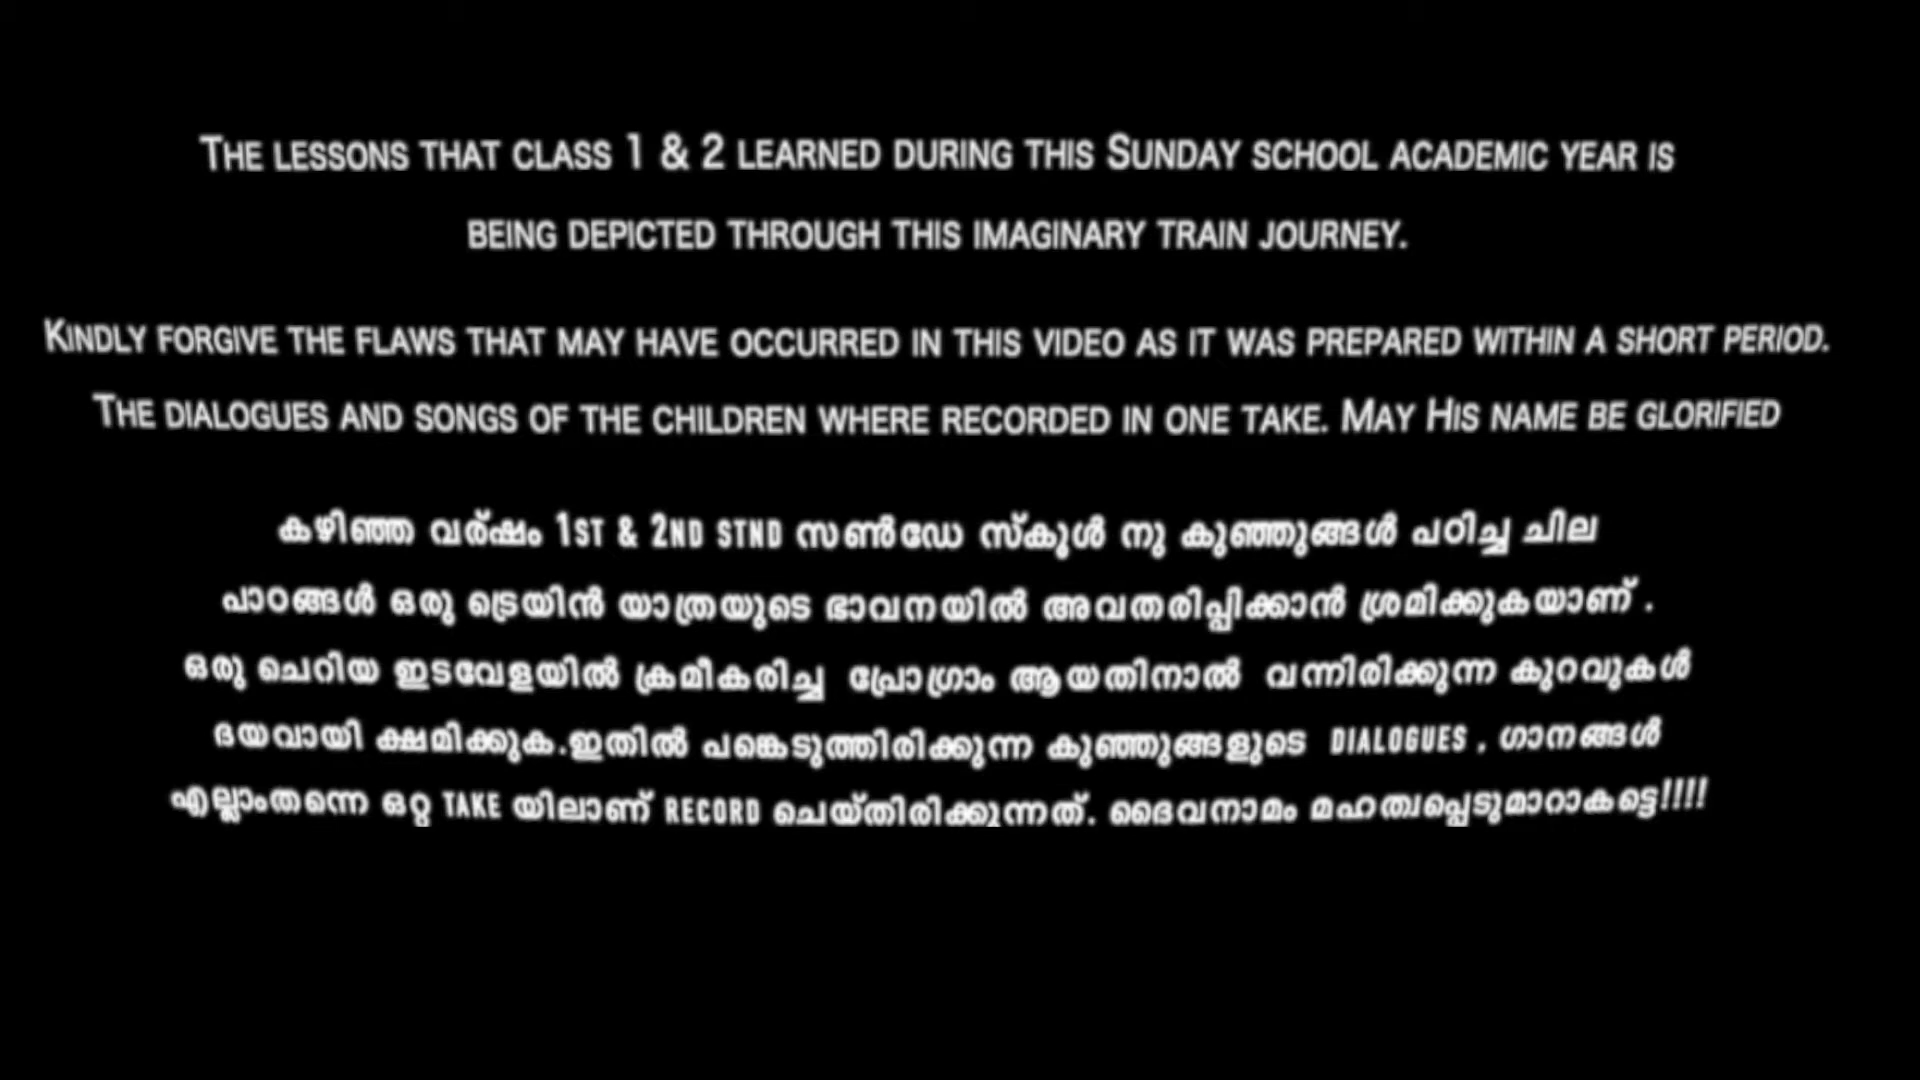 The lessons that class 1 & 2 learned during this Sunday school academic year is
being depicted through this imaginary train journey.
Kindly forgive the flaws that may have occurred in this video as it was prepared within a short period.
The dialogues and songs of the children where recorded in one take. May His name be glorified
കഴിഞ്ഞ വര്ഷം 1ST & 2ND STND സൺഡേ സ്കൂൾ നു കുഞ്ഞുങ്ങൾ പഠിച്ച ചില
പാഠങ്ങൾ ഒരു ട്രെയിൻ യാത്രയുടെ ഭാവനയിൽ അവതരിപ്പിക്കാൻ ശ്രമിക്കുകയാണ് .
ഒരു ചെറിയ ഇടവേളയിൽ ക്രമീകരിച്ച പ്രോഗ്രാം ആയതിനാൽ വന്നിരിക്കുന്ന കുറവുകൾ
ദയവായി ക്ഷമിക്കുക.ഇതിൽ പങ്കെടുത്തിരിക്കുന്ന കുഞ്ഞുങ്ങളുടെ DIALOGUES , ഗാനങ്ങൾ
എല്ലാംതന്നെ ഒറ്റ TAKE യിലാണ് RECORD ചെയ്തിരിക്കുന്നത്. ദൈവനാമം മഹത്വപ്പെടുമാറാകട്ടെ!!!!